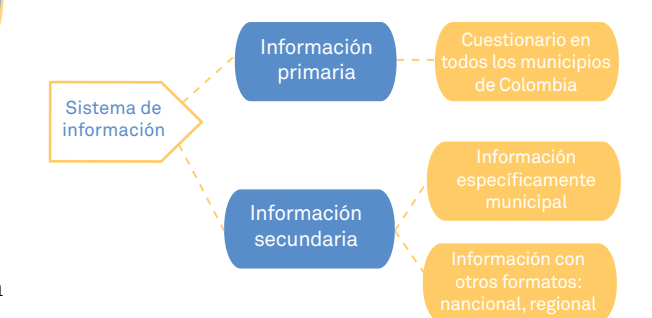 Sistema de
información
Información
primaria
Cuestionario en
todos los municipios
de Colombia
Información
secundaria
Información
específicamente
municipal
Información con
otros formatos:
nancional, regional